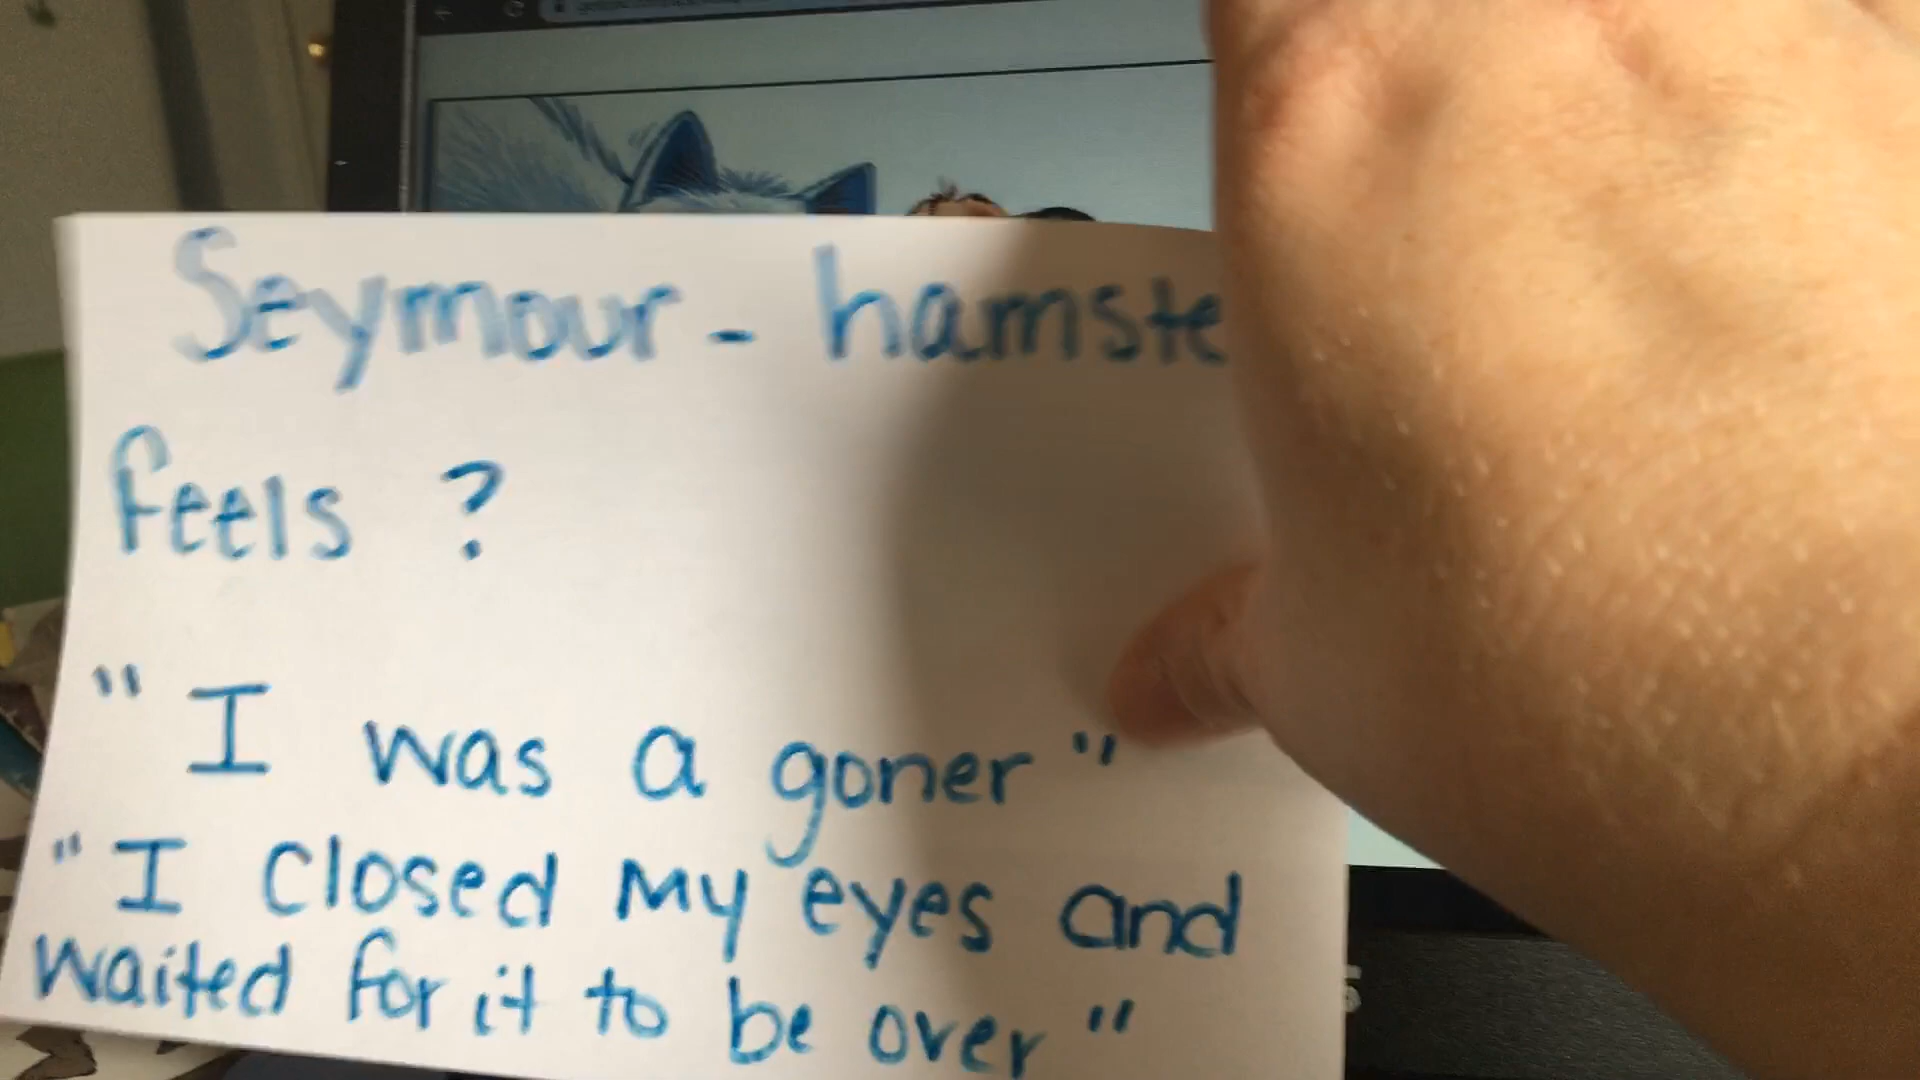 Seymour - hamste
feels ?
" I was a goner "
" I closed my eyes and
waited for it to be over "